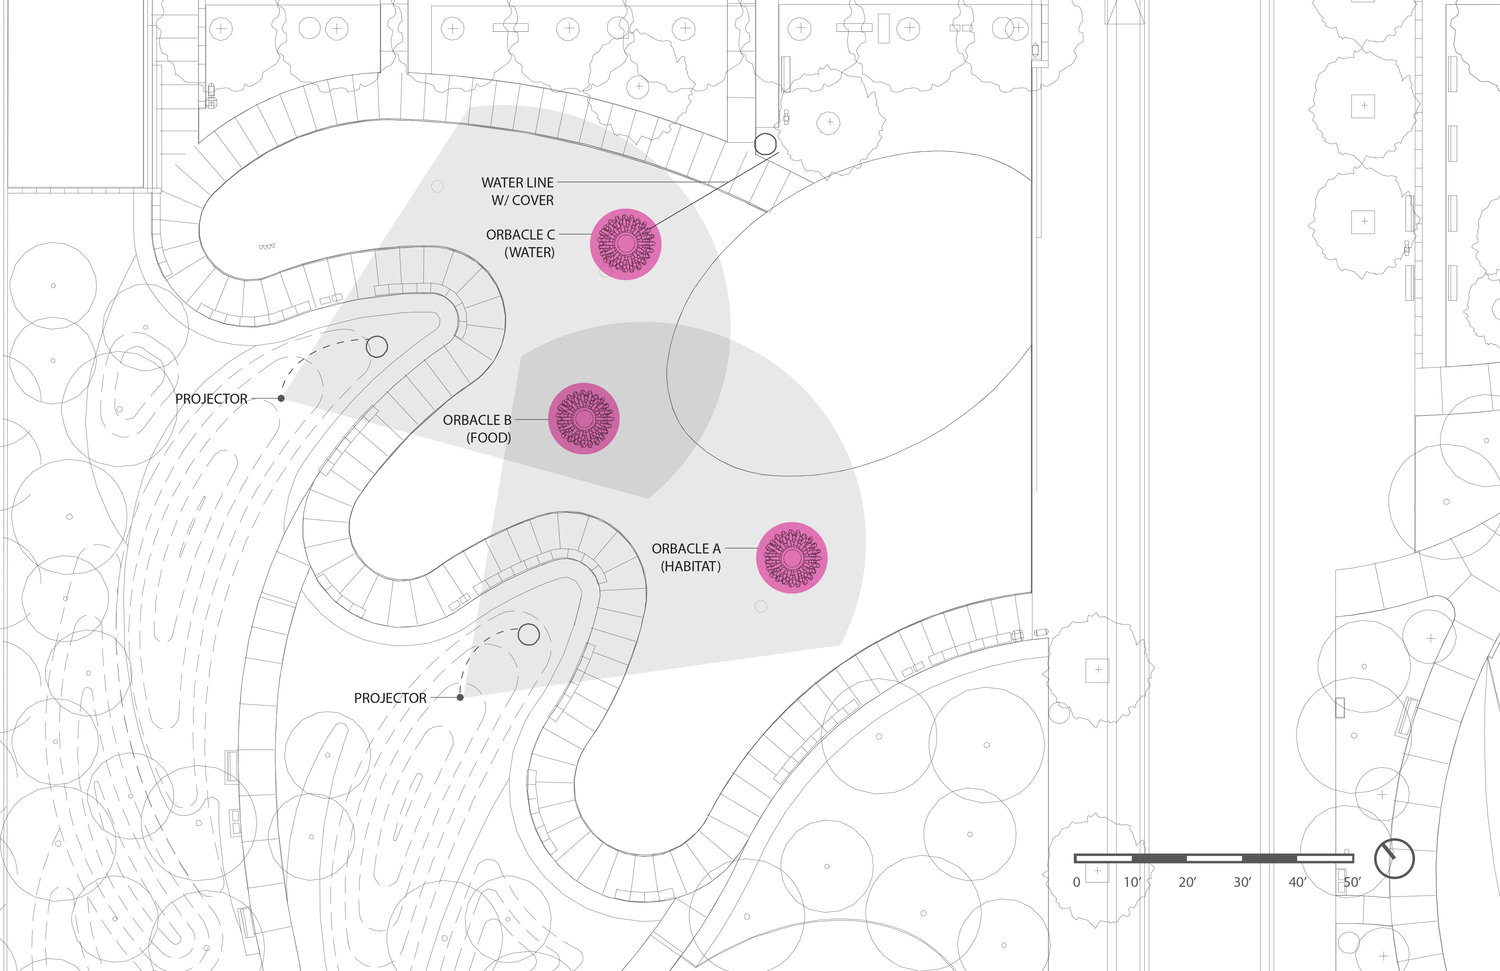 WATER LINE
W/ COVER
ORBACLE C
(WATER)
PROJECTOR
ORBACLE B
(FOOD)
ORBACLE A
(HABITAT)
PROJECTOR
0 10’ 20’ 30’ 40’ 50’